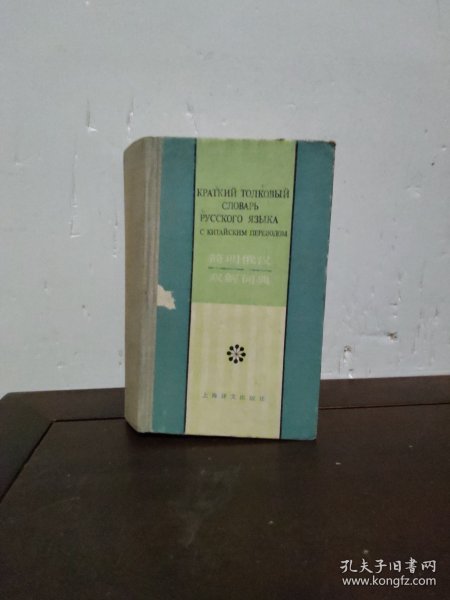 КРАТКИЙ ТОЛКОВЫЙ
СЛОВАРЬ
РУССКОГО ЯЗЫКА
С КИТАЙСКИМ ПЕРЕВОДОМ
简明俄汉
双解词典
上海译文出版社
孔夫子旧书网
www.kongfz.com